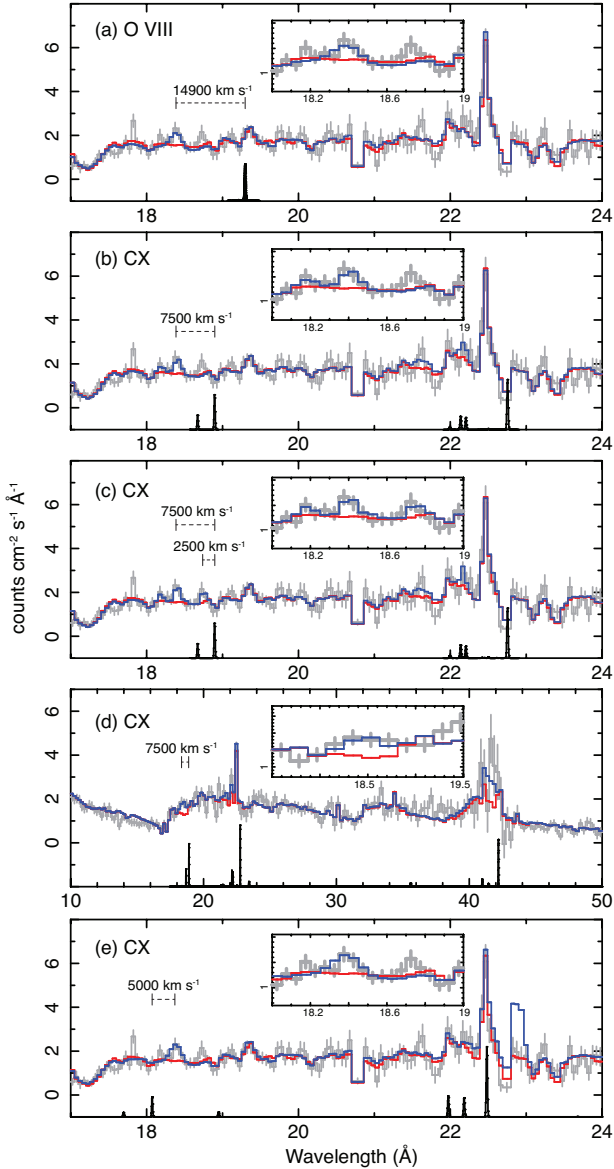 (a) O VIII
14900 km s⁻¹
6
4
2
0
1
18.2 18.6 19
18 20 22 24
(b) CX
7500 km s⁻¹
6
4
2
0
1
18.2 18.6 19
18 20 22 24
(c) CX
7500 km s⁻¹
2500 km s⁻¹
6
4
2
0
1
18.2 18.6 19
18 20 22 24
counts cm⁻² s⁻¹ Å⁻¹
(d) CX
7500 km s⁻¹
6
4
2
0
1
18.5 19.5
10 20 30 40 50
(e) CX
5000 km s⁻¹
6
4
2
0
1
18.2 18.6 19
18 20 22 24
Wavelength (Å)